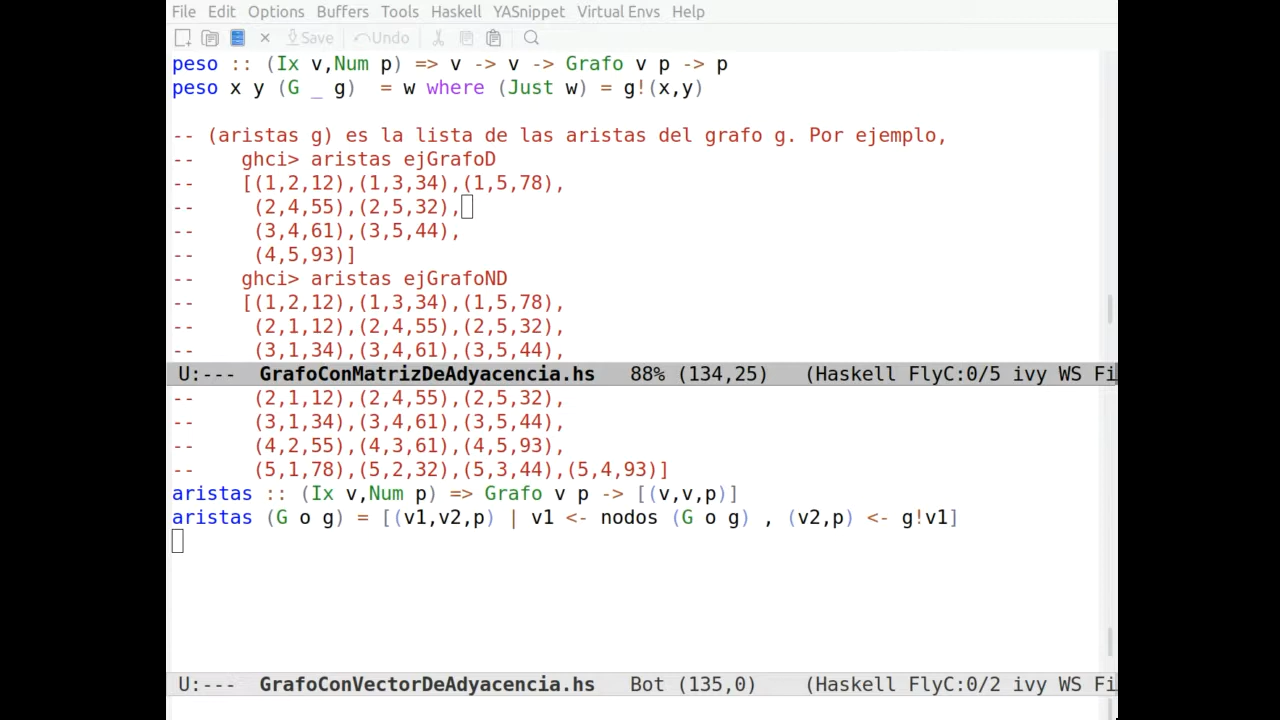 File Edit Options Buffers Tools Haskell YASnippet Virtual Envs Help
Save Undo
peso :: (Ix v,Num p) => v -> v -> Grafo v p -> p
peso x y (G _ g)  = w where (Just w) = g!(x,y)
-- (aristas g) es la lista de las aristas del grafo g. Por ejemplo,
--    ghci> aristas ejGrafoD
--    [(1,2,12),(1,3,34),(1,5,78),
--     (2,4,55),(2,5,32),
--     (3,4,61),(3,5,44),
--     (4,5,93)]
--    ghci> aristas ejGrafoND
--    [(1,2,12),(1,3,34),(1,5,78),
--     (2,1,12),(2,4,55),(2,5,32),
--     (3,1,34),(3,4,61),(3,5,44),
U:---  GrafoConMatrizDeAdyacencia.hs   88% (134,25)   (Haskell FlyC:0/5 ivy WS Fi
--     (2,1,12),(2,4,55),(2,5,32),
--     (3,1,34),(3,4,61),(3,5,44),
--     (4,2,55),(4,3,61),(4,5,93),
--     (5,1,78),(5,2,32),(5,3,44),(5,4,93)]
aristas :: (Ix v,Num p) => Grafo v p -> [(v,v,p)]
aristas (G o g) = [(v1,v2,p) | v1 <- nodos (G o g) , (v2,p) <- g!v1]
U:---  GrafoConVectorDeAdyacencia.hs   Bot (135,0)    (Haskell FlyC:0/2 ivy WS Fi